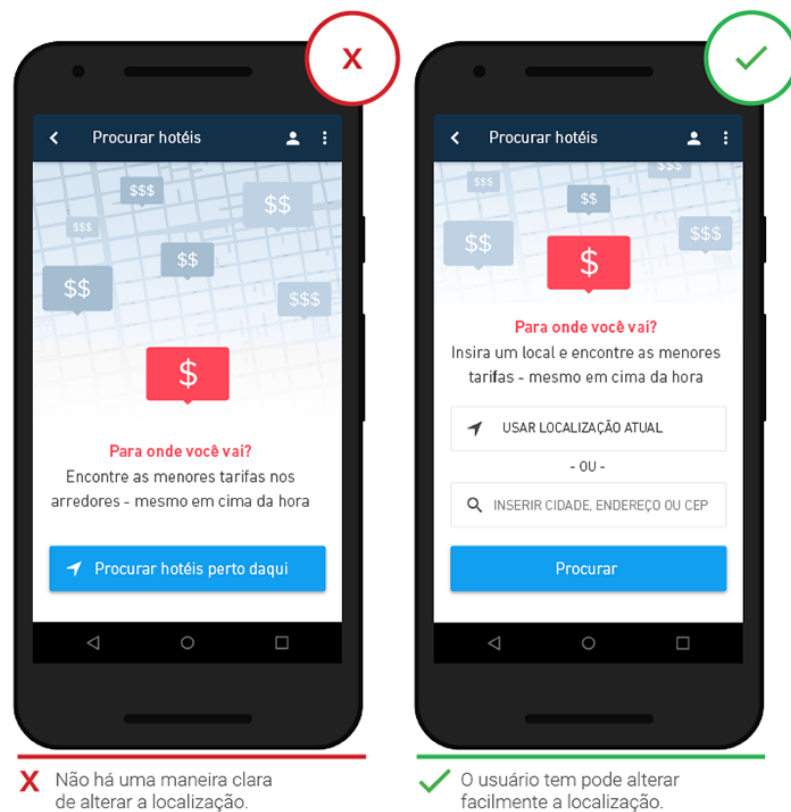 X
Procurar hotéis
$$$
$$
$$$
$$
$$
$$$
$
Para onde você vai?
Encontre as menores tarifas nos
arredores - mesmo em cima da hora
Procurar hotéis perto daqui
X Não há uma maneira clara
de alterar a localização.
Procurar hotéis
$$$
$$$
$$
$$
$$$
$
Para onde você vai?
Insira um local e encontre as menores
tarifas - mesmo em cima da hora
USAR LOCALIZAÇÃO ATUAL
- OU -
INSERIR CIDADE, ENDEREÇO OU CEP
Procurar
O usuário tem pode alterar
facilmente a localização.